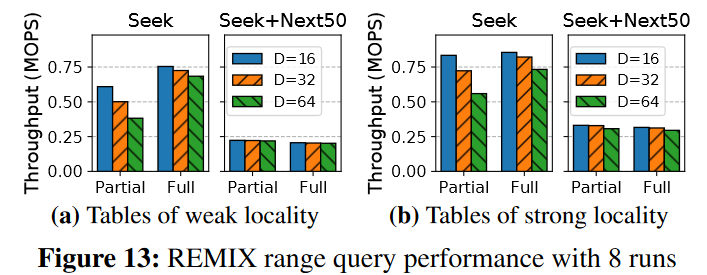 Seek
Seek+Next50
Throughput (MOPS)
0.75
0.50
0.25
0.00
D=16
D=32
D=64
Partial
Full
Partial
Full
(a) Tables of weak locality
Seek
Seek+Next50
Throughput (MOPS)
0.75
0.50
0.25
0.00
D=16
D=32
D=64
Partial
Full
Partial
Full
(b) Tables of strong locality
Figure 13: REMIX range query performance with 8 runs